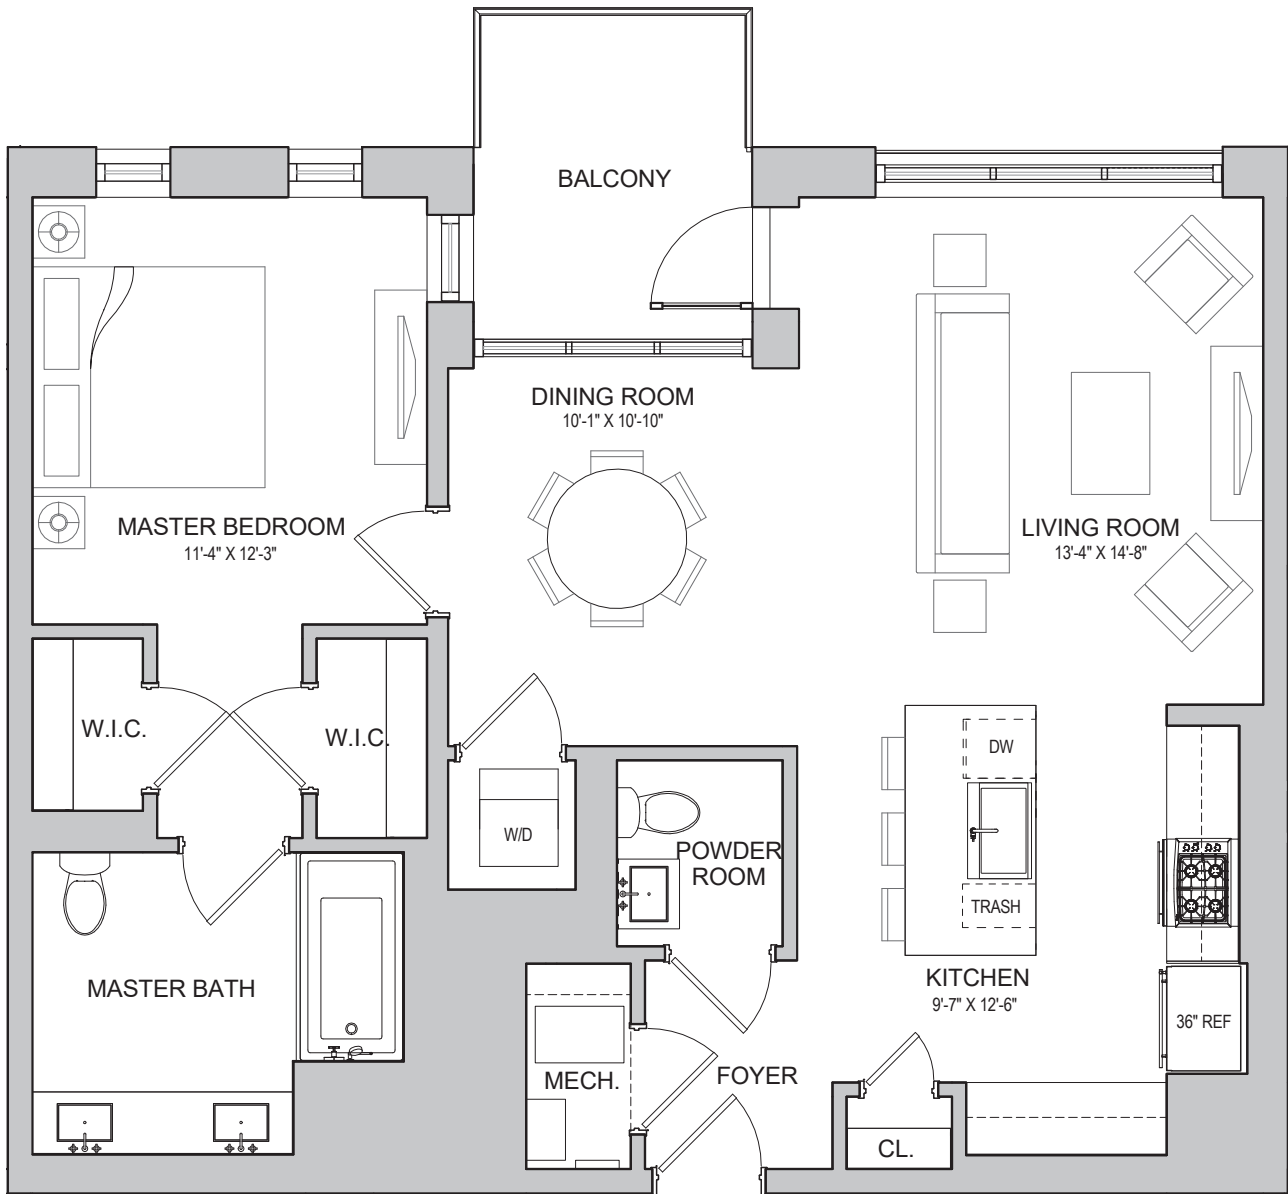 BALCONY
DINING ROOM
10'-1" X 10'-10"
MASTER BEDROOM
11'-4" X 12'-3"
LIVING ROOM
13'-4" X 14'-8"
W.I.C.
W.I.C.
DW
W/D
POWDER
ROOM
TRASH
KITCHEN
9'-7" X 12'-6"
MASTER BATH
36" REF
MECH.
FOYER
CL.